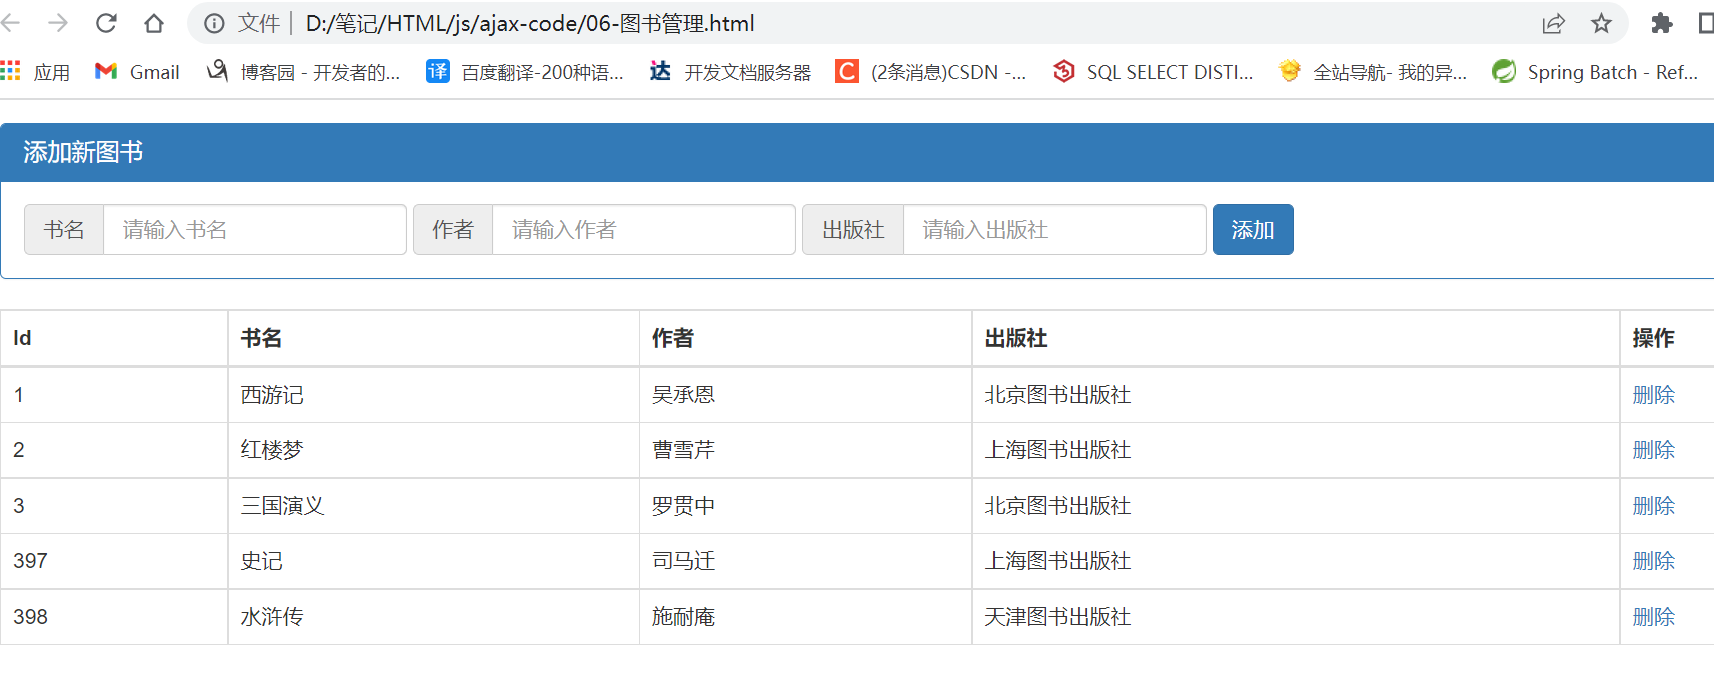 文件 | D:/笔记/HTML/js/ajax-code/06-图书管理.html
应用 Gmail 博客园 - 开发者的... 译 百度翻译-200种语... 达 开发文档服务器 C (2条消息)CSDN -... SQL SELECT DISTI... 全站导航- 我的异... Spring Batch - Ref...
添加新图书
书名 请输入书名 作者 请输入作者 出版社 请输入出版社 添加
Id 书名 作者 出版社 操作
1 西游记 吴承恩 北京图书出版社 删除
2 红楼梦 曹雪芹 上海图书出版社 删除
3 三国演义 罗贯中 北京图书出版社 删除
397 史记 司马迁 上海图书出版社 删除
398 水浒传 施耐庵 天津图书出版社 删除